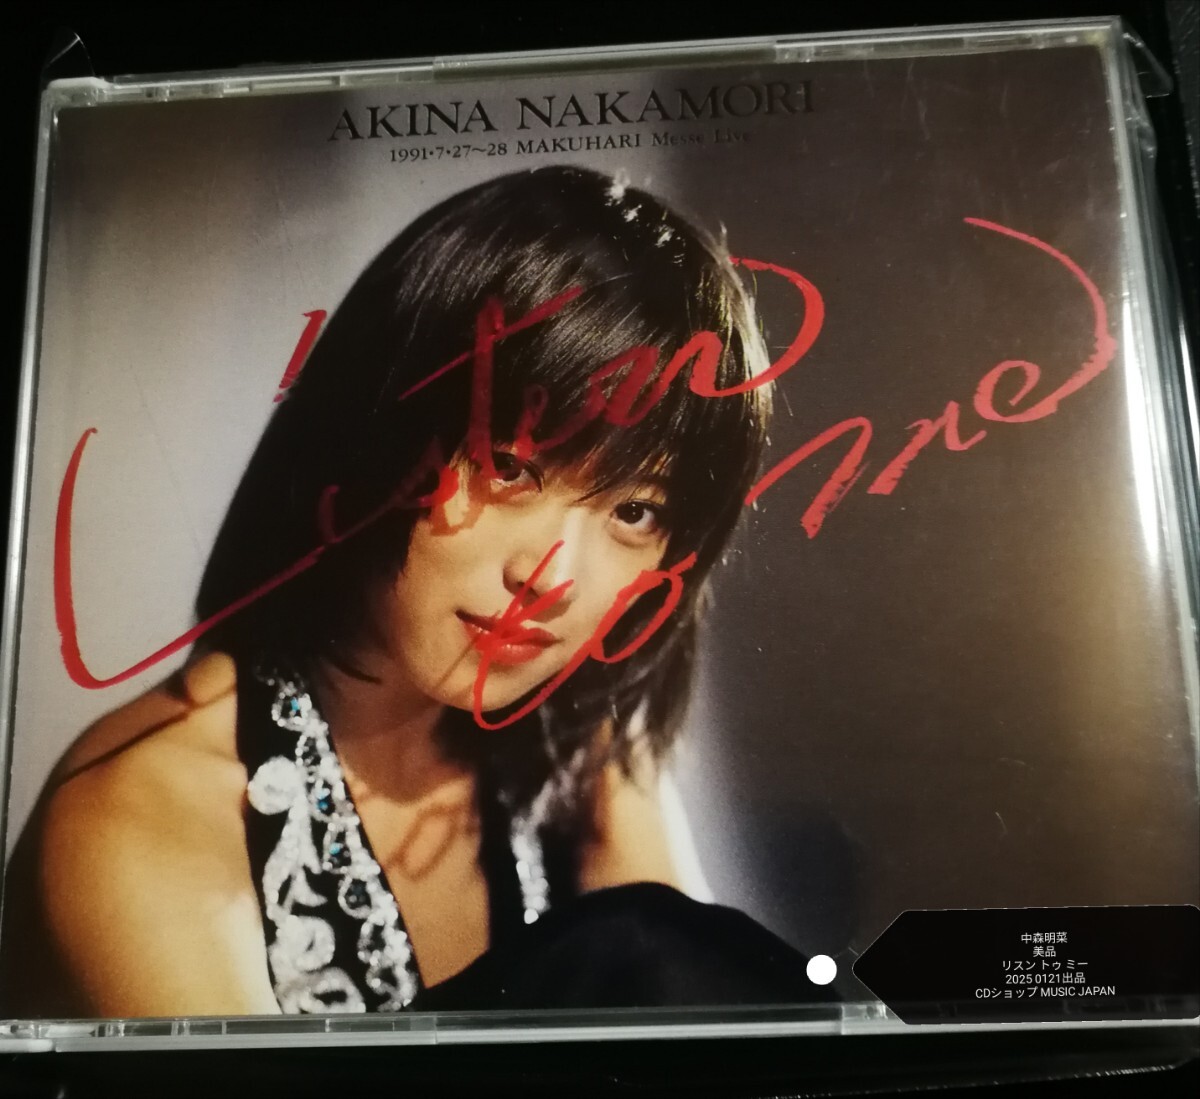 AKINA NAKAMORI
1991・7・27〜28 MAKUHARI Messe Live
Listen
to me
中森明菜
美品
リスン トゥ ミー
2025 0121出品
CDショップ MUSIC JAPAN